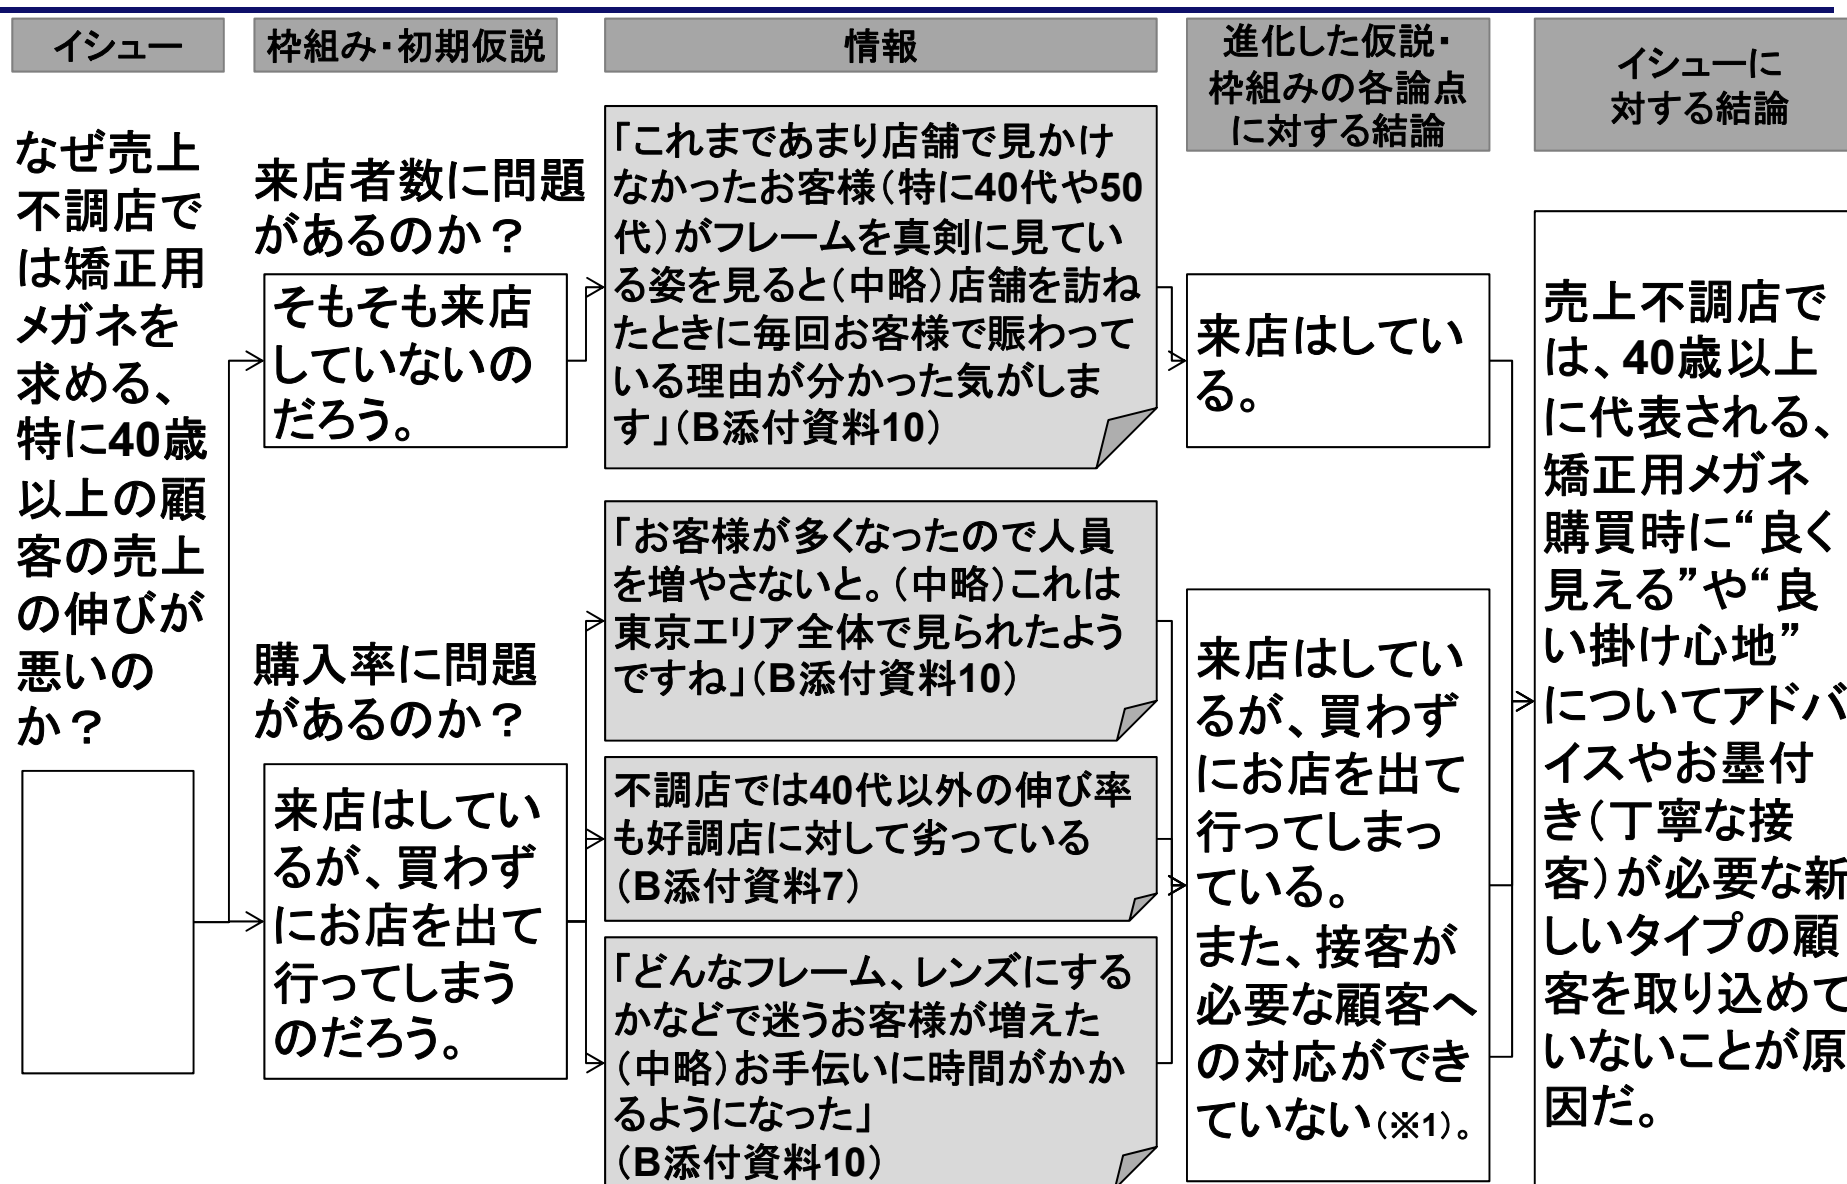 イシュー
枠組み・初期仮説
情報
進化した仮説・
枠組みの各論点
に対する結論
イシューに
対する結論
なぜ売上
不調店で
は矯正用
メガネを
求める、
特に40歳
以上の顧
客の売上
の伸びが
悪いの
か？
来店者数に問題
があるのか？
そもそも来店
していないの
だろう。
購入率に問題
があるのか？
来店はしてい
るが、買わず
にお店を出て
行ってしまう
のだろう。
「これまであまり店舗で見かけ
なかったお客様（特に40代や50
代）がフレームを真剣に見てい
る姿を見ると（中略）店舗を訪ね
たときに毎回お客様で賑わって
いる理由が分かった気がしま
す」（B添付資料10）
「お客様が多くなったので人員
を増やさないと。（中略）これは
東京エリア全体で見られたよう
ですね」（B添付資料10）
不調店では40代以外の伸び率
も好調店に対して劣っている
（B添付資料7）
「どんなフレーム、レンズにする
かなどで迷うお客様が増えた
（中略）お手伝いに時間がかか
るようになった」
（B添付資料10）
来店はしてい
る。
来店はしてい
るが、買わず
にお店を出て
行ってしまっ
ている。
また、接客が
必要な顧客へ
の対応ができ
ていない（※1）。
売上不調店で
は、40歳以上
に代表される、
矯正用メガネ
購買時に“良く
見える”や“良
い掛け心地”
についてアドバ
イスやお墨付
き（丁寧な接
客）が必要な新
しいタイプの顧
客を取り込めて
いないことが原
因だ。